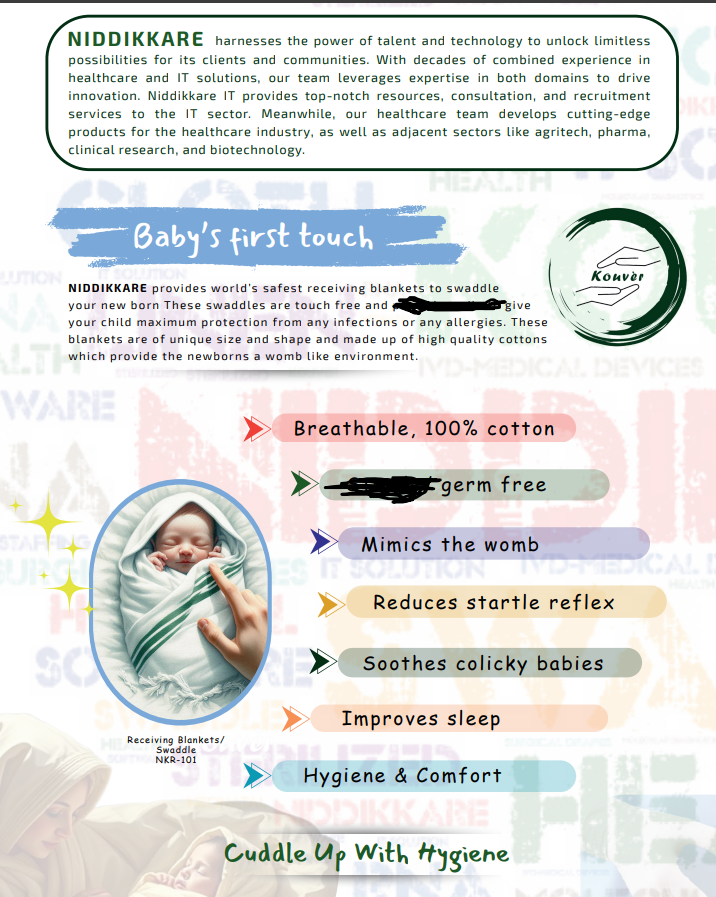 NIDDIKKARE harnesses the power of talent and technology to unlock limitless
possibilities for its clients and communities. With decades of combined experience in
healthcare and IT solutions, our team leverages expertise in both domains to drive
innovation. Niddikkare IT provides top-notch resources, consultation, and recruitment
services to the IT sector. Meanwhile, our healthcare team develops cutting-edge
products for the healthcare industry, as well as adjacent sectors like agritech, pharma,
clinical research, and biotechnology.
Baby's first touch
Kouvèr
NIDDIKKARE provides world's safest receiving blankets to swaddle
your new born These swaddles are touch free and give
your child maximum protection from any infections or any allergies. These
blankets are of unique size and shape and made up of high quality cottons
which provide the newborns a womb like environment.
Breathable, 100% cotton
germ free
Mimics the womb
Reduces startle reflex
Soothes colicky babies
Improves sleep
Hygiene & Comfort
Receiving Blankets/
Swaddle
NKR-101
Cuddle Up With Hygiene